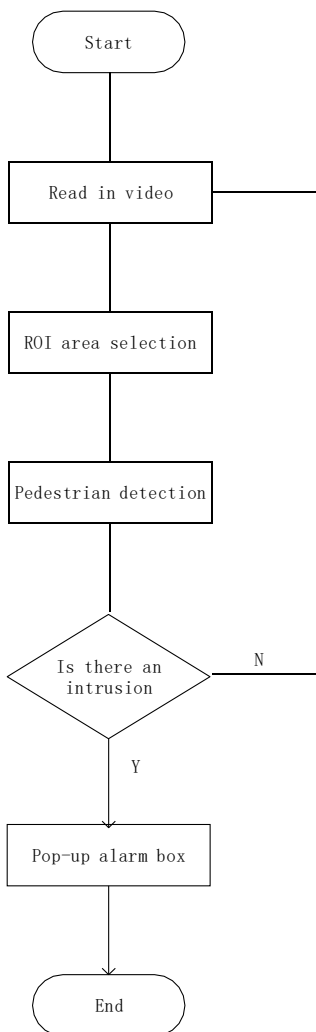 Start
Read in video
ROI area selection
Pedestrian detection
Is there an
intrusion
N
Y
Pop-up alarm box
End